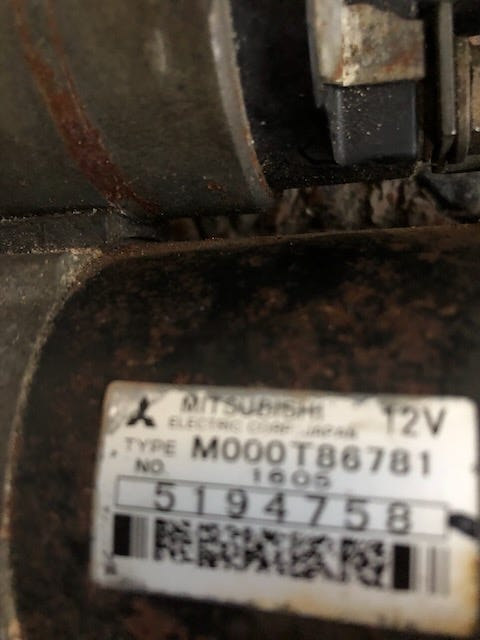 MITSUBISHI 12V
ELECTRIC CORP. JAPAN
TYPE M000T86781
NO. 1605
5194758